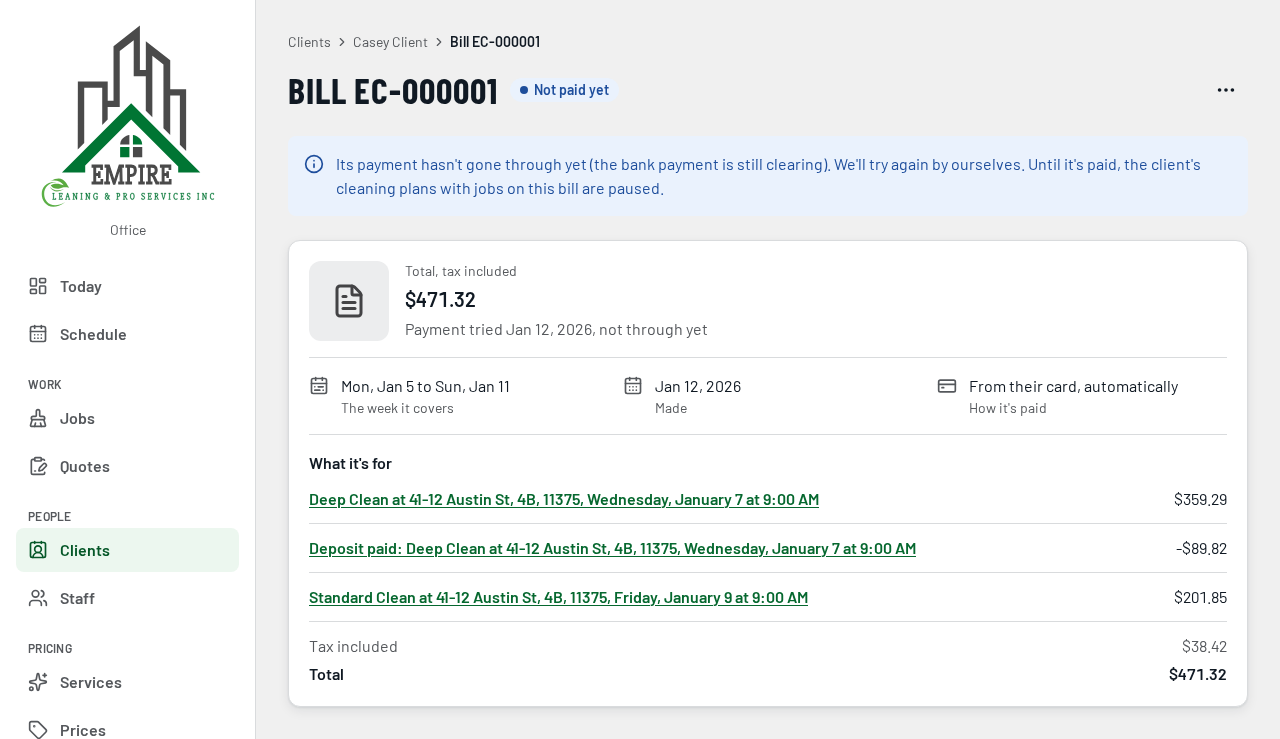 EMPIRE
LEANING & PRO SERVICES INC
Office
Today
Schedule
WORK
Jobs
Quotes
PEOPLE
Clients
Staff
PRICING
Services
Prices
Clients > Casey Client > Bill EC-000001
BILL EC-000001
Not paid yet
Its payment hasn't gone through yet (the bank payment is still clearing). We'll try again by ourselves. Until it's paid, the client's
cleaning plans with jobs on this bill are paused.
Total, tax included
$471.32
Payment tried Jan 12, 2026, not through yet
Mon, Jan 5 to Sun, Jan 11
The week it covers
Jan 12, 2026
Made
From their card, automatically
How it's paid
What it's for
Deep Clean at 41-12 Austin St, 4B, 11375, Wednesday, January 7 at 9:00 AM $359.29
Deposit paid: Deep Clean at 41-12 Austin St, 4B, 11375, Wednesday, January 7 at 9:00 AM -$89.82
Standard Clean at 41-12 Austin St, 4B, 11375, Friday, January 9 at 9:00 AM $201.85
Tax included $38.42
Total $471.32